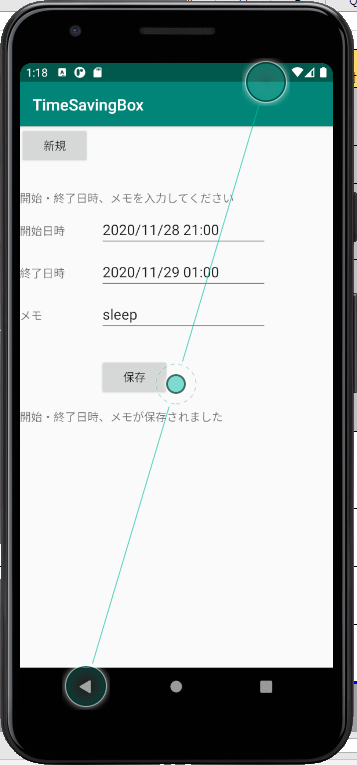 1:18
TimeSavingBox
新規
開始・終了日時、メモを入力してください
開始日時 2020/11/28 21:00
終了日時 2020/11/29 01:00
メモ sleep
保存
開始・終了日時、メモが保存されました